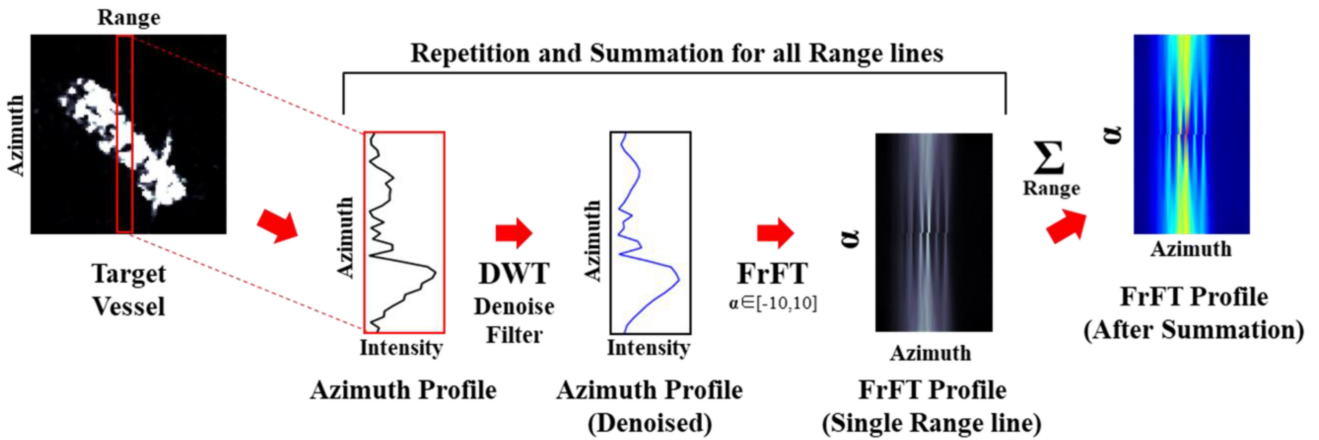 Range
Azimuth
Target
Vessel
Repetition and Summation for all Range lines
Azimuth
Intensity
Azimuth Profile
DWT
Denoise
Filter
Azimuth
Intensity
Azimuth Profile
(Denoised)
FrFT
α∈[-10,10]
α
Azimuth
FrFT Profile
(Single Range line)
Σ
Range
α
Azimuth
FrFT Profile
(After Summation)